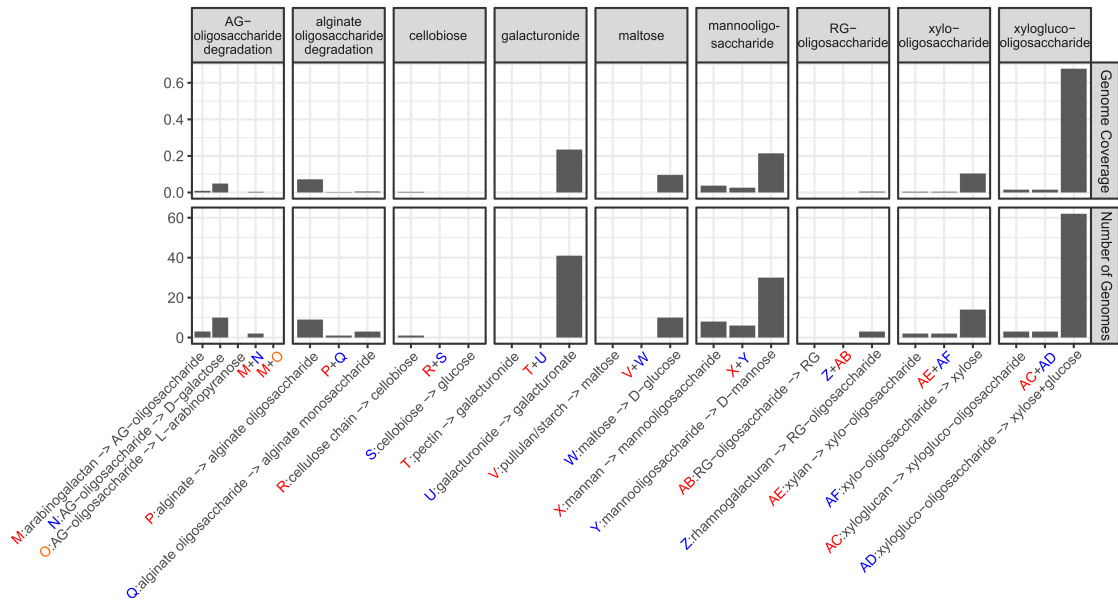 AG−
oligosaccharide
degradation
alginate
oligosaccharide
degradation
cellobiose
galacturonide
maltose
mannooligo-
saccharide
RG−
oligosaccharide
xylo−
oligosaccharide
xylogluco−
oligosaccharide
0.6
0.4
0.2
0.0
Genome Coverage
60
40
20
0
Number of Genomes
M:arabinogalactan −> AG−oligosaccharide
N:AG−oligosaccharide −> D−galactose
O:AG−oligosaccharide −> L−arabinopyranose
M+N
M+O
P:alginate −> alginate oligosaccharide
P+Q
Q:alginate oligosaccharide −> alginate monosaccharide
R:cellulose chain −> cellobiose
R+S
S:cellobiose −> glucose
T:pectin −> galacturonide
T+U
U:galacturonide −> galacturonate
V:pullulan/starch −> maltose
V+W
W:maltose −> D−glucose
X:mannan −> mannooligosaccharide
X+Y
Y:mannooligosaccharide −> D−mannose
AB:RG−oligosaccharide −> RG
Z+AB
Z:rhamnogalacturan −> RG−oligosaccharide
AE:xylan −> xylo−oligosaccharide
AE+AF
AF:xylo−oligosaccharide −> xylose
AC:xyloglucan −> xylogluco−oligosaccharide
AC+AD
AD:xylogluco−oligosaccharide −> xylose+glucose